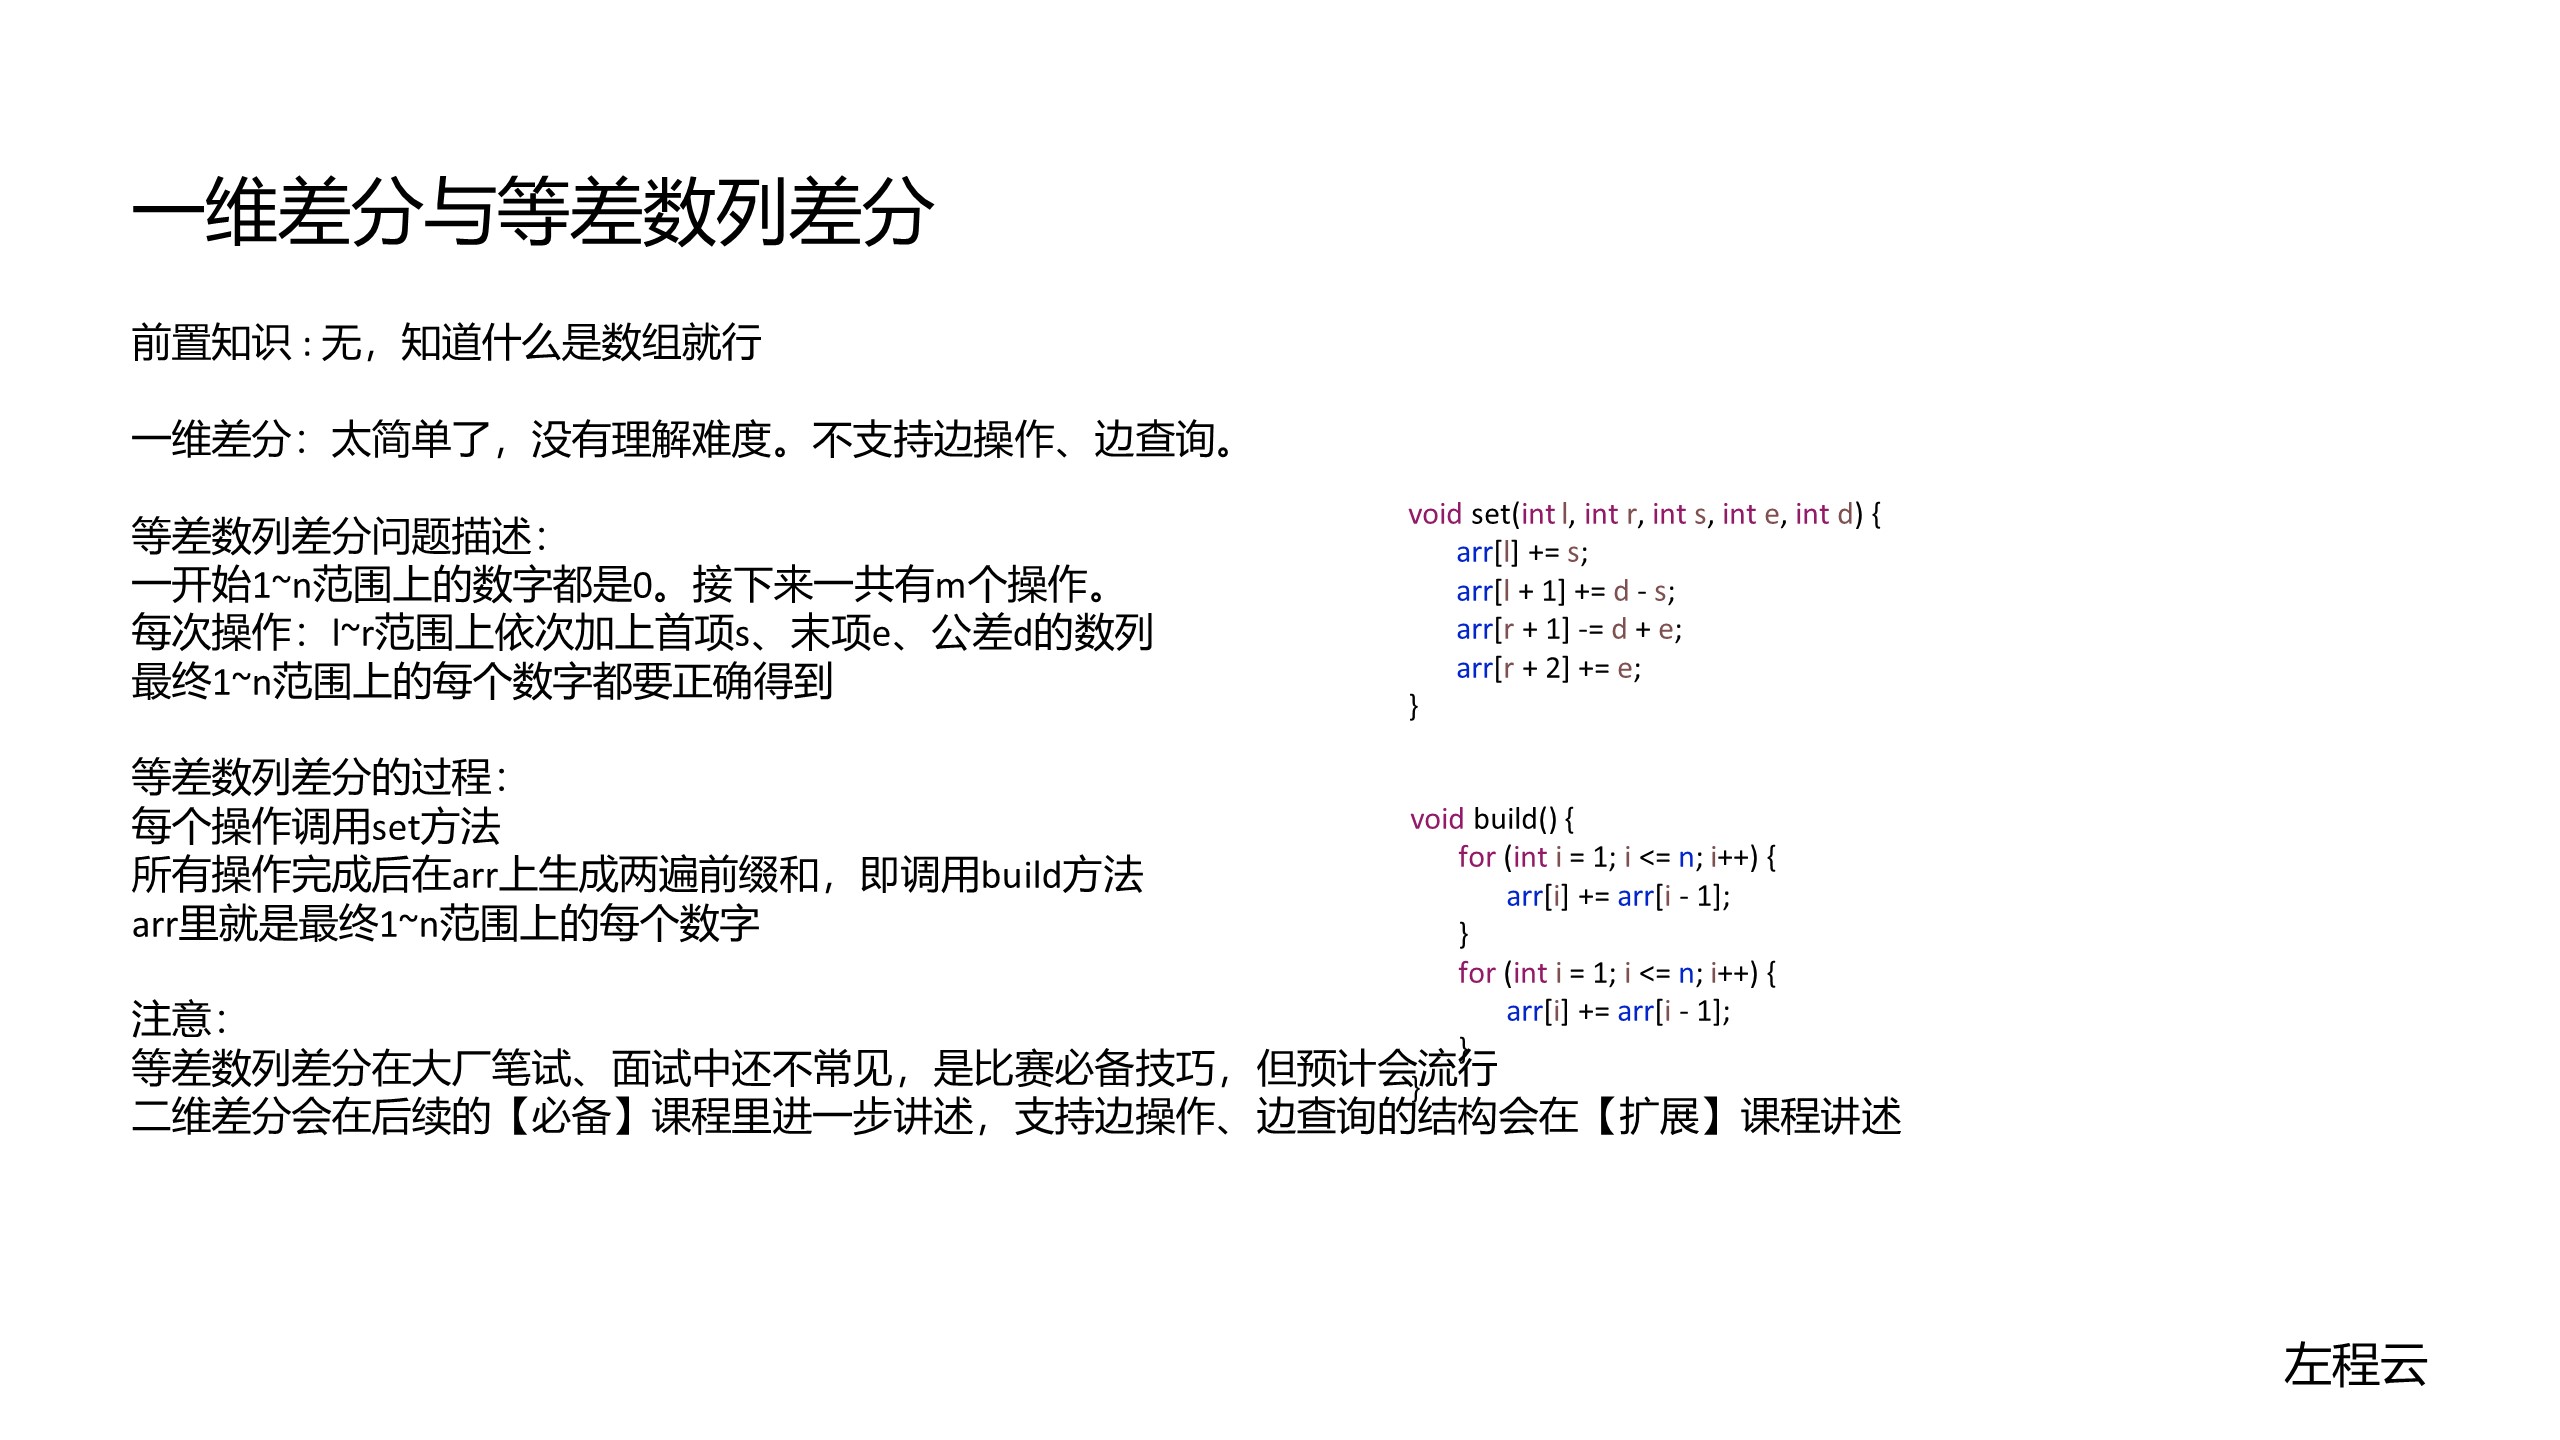 一维差分与等差数列差分
前置知识 : 无，知道什么是数组就行
一维差分：太简单了，没有理解难度。不支持边操作、边查询。
等差数列差分问题描述：
一开始1~n范围上的数字都是0。接下来一共有m个操作。
每次操作：l~r范围上依次加上首项s、末项e、公差d的数列
最终1~n范围上的每个数字都要正确得到
等差数列差分的过程：
每个操作调用set方法
所有操作完成后在arr上生成两遍前缀和，即调用build方法
arr里就是最终1~n范围上的每个数字
注意：
等差数列差分在大厂笔试、面试中还不常见，是比赛必备技巧，但预计会流行
二维差分会在后续的【必备】课程里进一步讲述，支持边操作、边查询的结构会在【扩展】课程讲述
void set(int l, int r, int s, int e, int d) {
arr[l] += s;
arr[l + 1] += d - s;
arr[r + 1] -= d + e;
arr[r + 2] += e;
}
void build() {
for (int i = 1; i <= n; i++) {
arr[i] += arr[i - 1];
}
for (int i = 1; i <= n; i++) {
arr[i] += arr[i - 1];
}
}
左程云